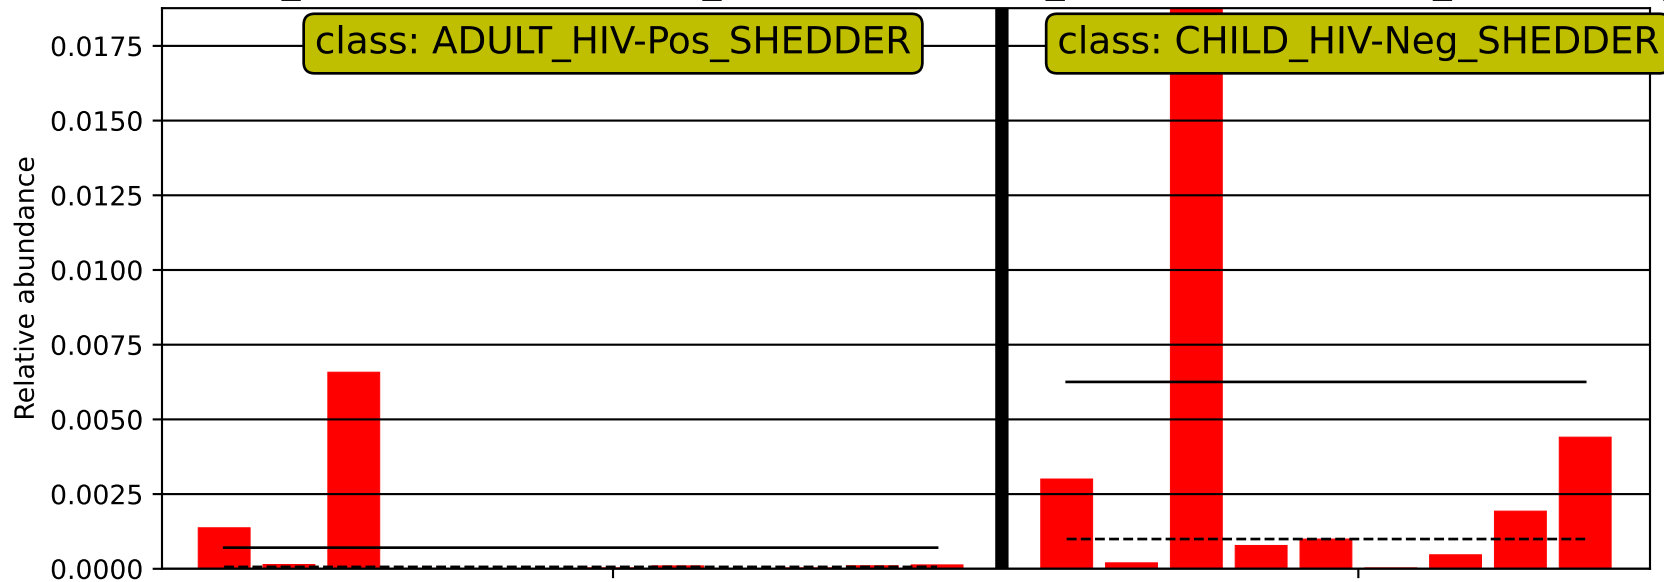 class: ADULT_HIV-Pos_SHEDDER
class: CHILD_HIV-Neg_SHEDDER
0.0175
0.0150
0.0125
0.0100
0.0075
0.0050
0.0025
0.0000
Relative abundance